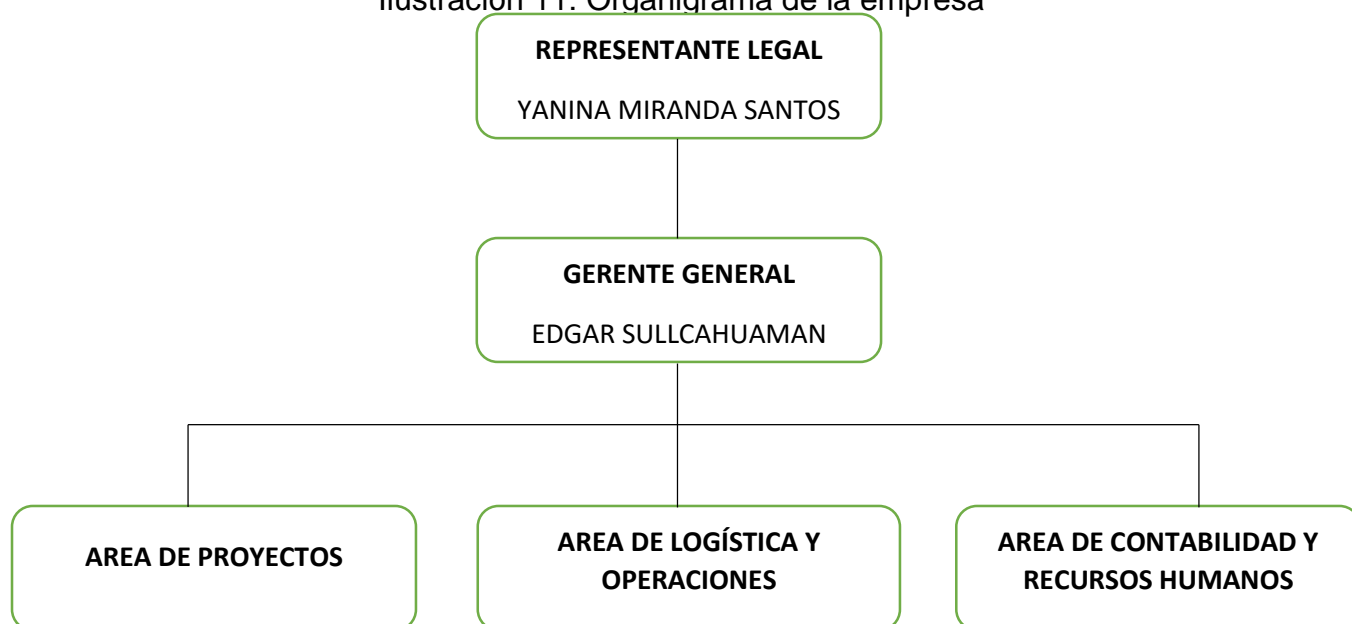 Ilustración 11: Organigrama de la empresa
REPRESENTANTE LEGAL
YANINA MIRANDA SANTOS
GERENTE GENERAL
EDGAR SULLCAHUAMAN
AREA DE PROYECTOS
AREA DE LOGÍSTICA Y
OPERACIONES
AREA DE CONTABILIDAD Y
RECURSOS HUMANOS